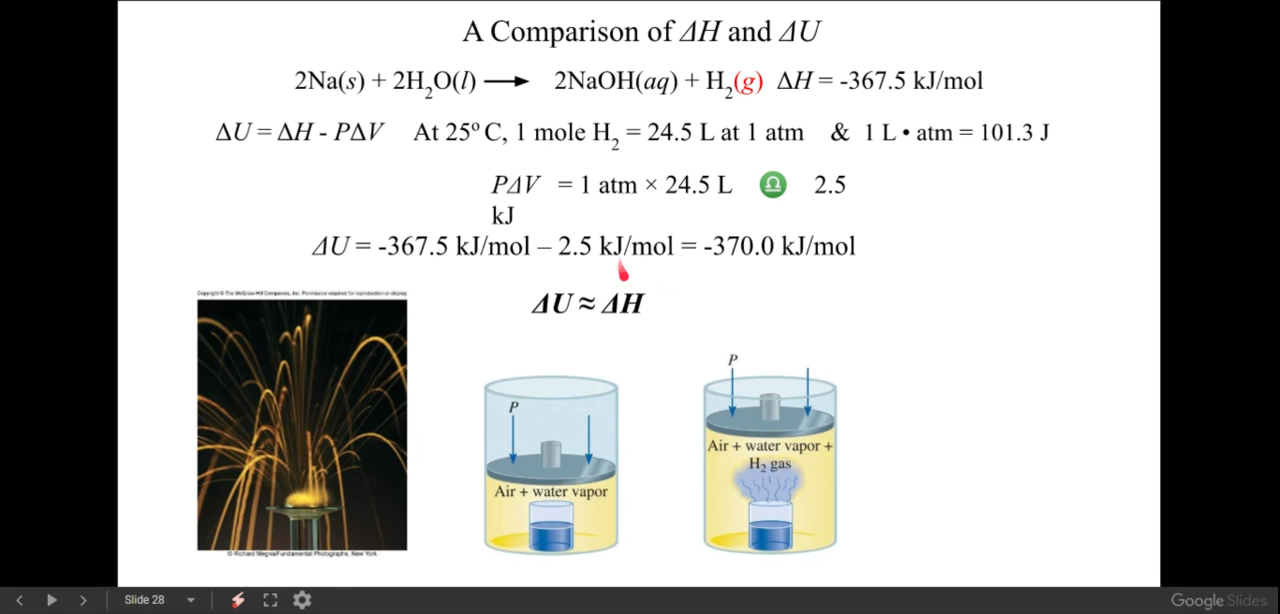 A Comparison of ΔH and ΔU
2Na(s) + 2H₂O(l) ⟶ 2NaOH(aq) + H₂(g) ΔH = -367.5 kJ/mol
ΔU = ΔH - PΔV At 25º C, 1 mole H₂ = 24.5 L at 1 atm & 1 L • atm = 101.3 J
PΔV = 1 atm × 24.5 L ♎ 2.5
kJ
ΔU = -367.5 kJ/mol – 2.5 kJ/mol = -370.0 kJ/mol
ΔU ≈ ΔH
Copyright © The McGraw-Hill Companies, Inc. Permission required for reproduction or display
P
Air + water vapor
P
Air + water vapor +
H₂ gas
© Richard Megna/Fundamental Photographs, New York
Slide 28
Google Slides